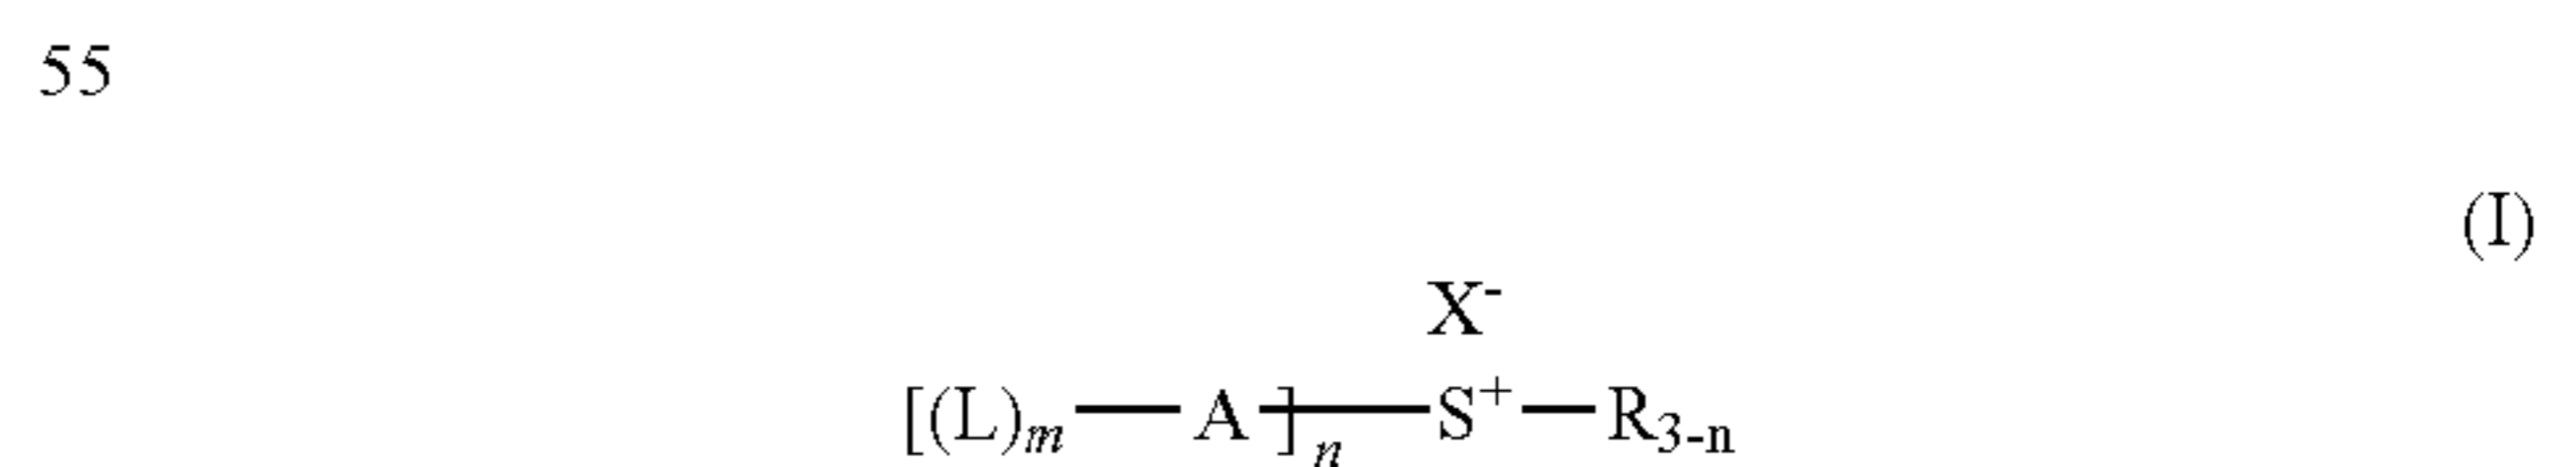 55
(I)
X-
[(L)m—A]n—S+—R3-n